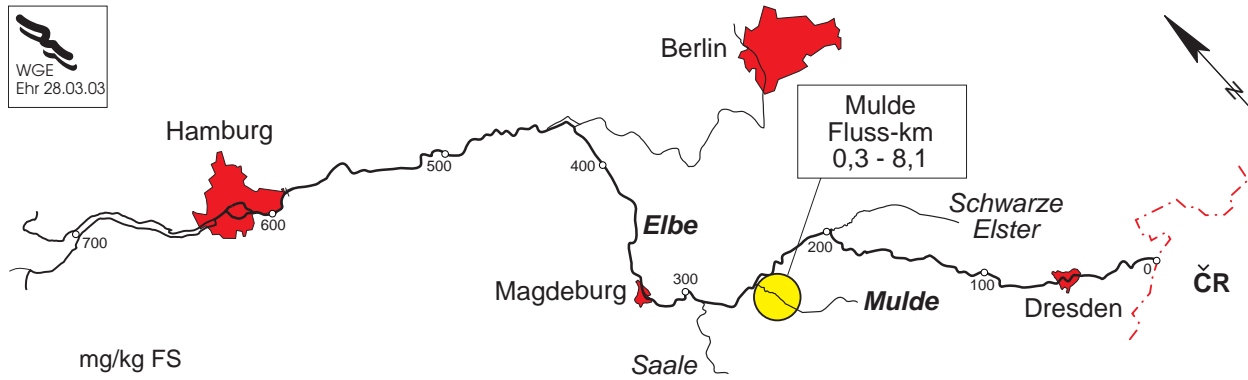 WGE
Ehr 28.03.03
Berlin
N
Mulde
Fluss-km
0,3 - 8,1
Hamburg
500
400
Schwarze
Elster
600
Elbe
200
700
0
ČR
100
300
Magdeburg
Mulde
Dresden
Saale
mg/kg FS